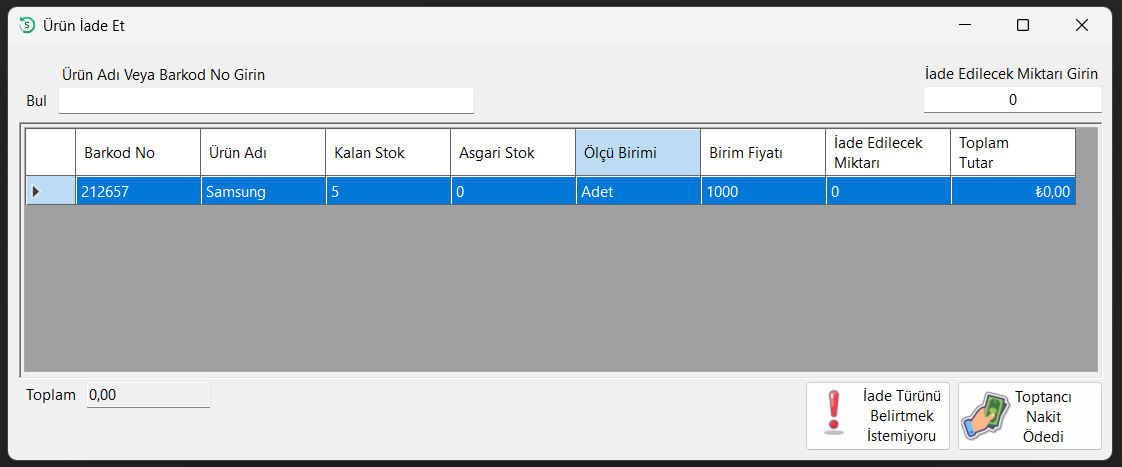 Ürün İade Et
Ürün Adı Veya Barkod No Girin
İade Edilecek Miktarı Girin
Bul
0
Barkod No Ürün Adı Kalan Stok Asgari Stok Ölçü Birimi Birim Fiyatı İade Edilecek Miktarı Toplam Tutar
212657 Samsung 5 0 Adet 1000 0 ₺0,00
Toplam 0,00
İade Türünü
Belirtmek
İstemiyoru
Toptancı
Nakit
Ödedi